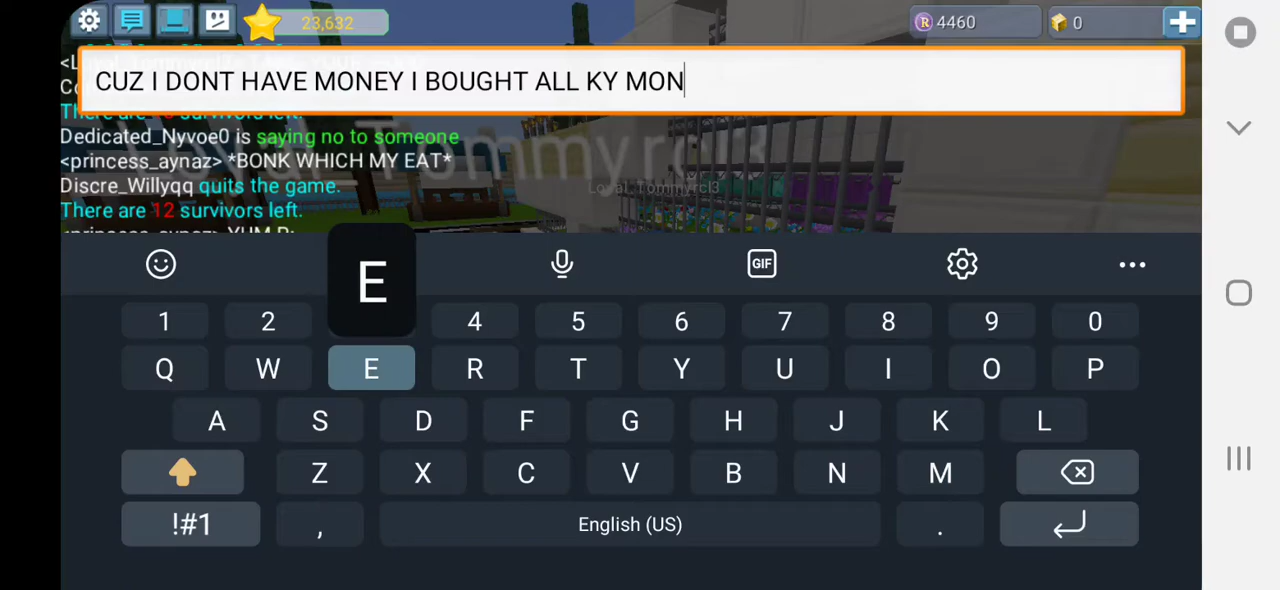 23,632
4460
0
CUZ I DONT HAVE MONEY I BOUGHT ALL KY MON
Dedicated_Nyvoe0 is saying no to someone
<princess_aynaz> *BONK WHICH MY EAT*
Loyal_Tommyrcl3
Discre_Willyqq quits the game.
There are 12 survivors left.
E
GIF
1 2 4 5 6 7 8 9 0
Q W E R T Y U I O P
A S D F G H J K L
Z X C V B N M
!#1 , English (US) .